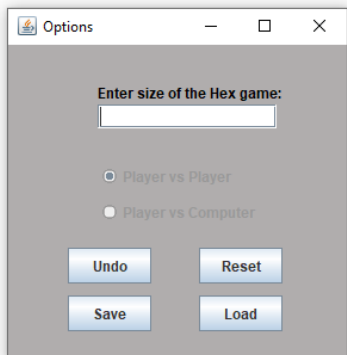 Options
Enter size of the Hex game:
Player vs Player
Player vs Computer
Undo Reset
Save Load